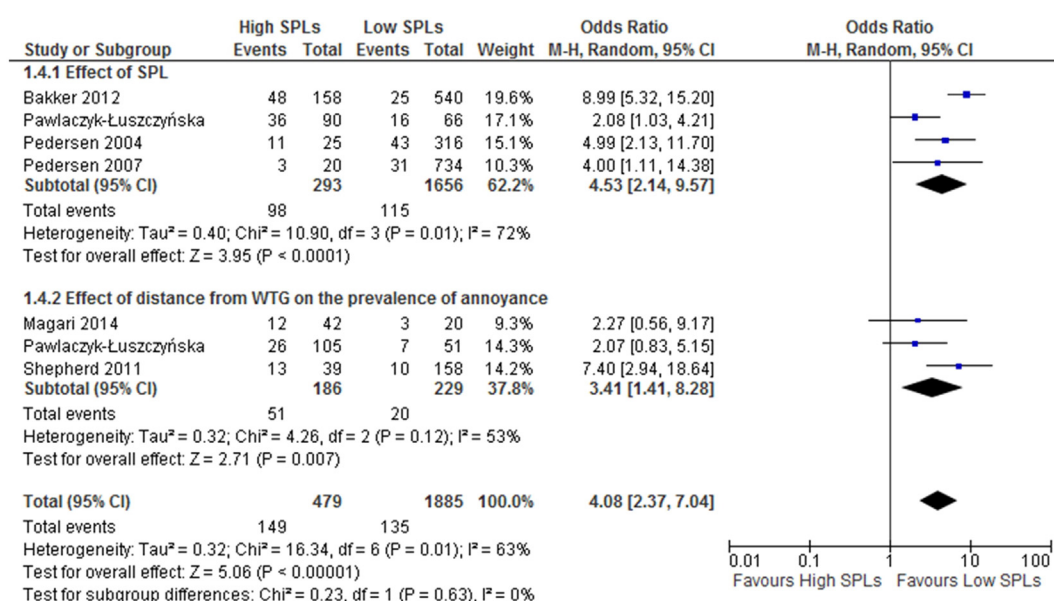 High SPLs Low SPLs Odds Ratio Odds Ratio
Study or Subgroup Events Total Events Total Weight M-H, Random, 95% CI M-H, Random, 95% CI
1.4.1 Effect of SPL
Bakker 2012 48 158 25 540 19.6% 8.99 [5.32, 15.20]
Pawlaczyk-Łuszczyńska 36 90 16 66 17.1% 2.08 [1.03, 4.21]
Pedersen 2004 11 25 43 316 15.1% 4.99 [2.13, 11.70]
Pedersen 2007 3 20 31 734 10.3% 4.00 [1.11, 14.38]
Subtotal (95% CI) 293 1656 62.2% 4.53 [2.14, 9.57]
Total events 98 115
Heterogeneity: Tau² = 0.40; Chi² = 10.90, df = 3 (P = 0.01); I² = 72%
Test for overall effect: Z = 3.95 (P < 0.0001)
1.4.2 Effect of distance from WTG on the prevalence of annoyance
Magari 2014 12 42 3 20 9.3% 2.27 [0.56, 9.17]
Pawlaczyk-Łuszczyńska 26 105 7 51 14.3% 2.07 [0.83, 5.15]
Shepherd 2011 13 39 10 158 14.2% 7.40 [2.94, 18.64]
Subtotal (95% CI) 186 229 37.8% 3.41 [1.41, 8.28]
Total events 51 20
Heterogeneity: Tau² = 0.32; Chi² = 4.26, df = 2 (P = 0.12); I² = 53%
Test for overall effect: Z = 2.71 (P = 0.007)
Total (95% CI) 479 1885 100.0% 4.08 [2.37, 7.04]
Total events 149 135
Heterogeneity: Tau² = 0.32; Chi² = 16.34, df = 6 (P = 0.01); I² = 63%
Test for overall effect: Z = 5.06 (P < 0.00001)
Test for subgroup differences: Chi² = 0.23, df = 1 (P = 0.63), I² = 0%
0.01 0.1 1 10 100
Favours High SPLs Favours Low SPLs